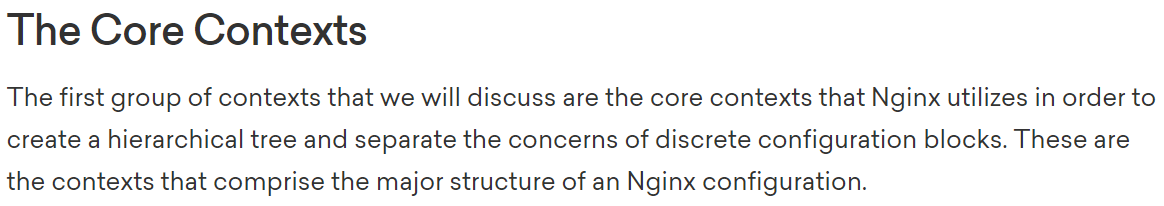 The Core Contexts
The first group of contexts that we will discuss are the core contexts that Nginx utilizes in order to
create a hierarchical tree and separate the concerns of discrete configuration blocks. These are
the contexts that comprise the major structure of an Nginx configuration.